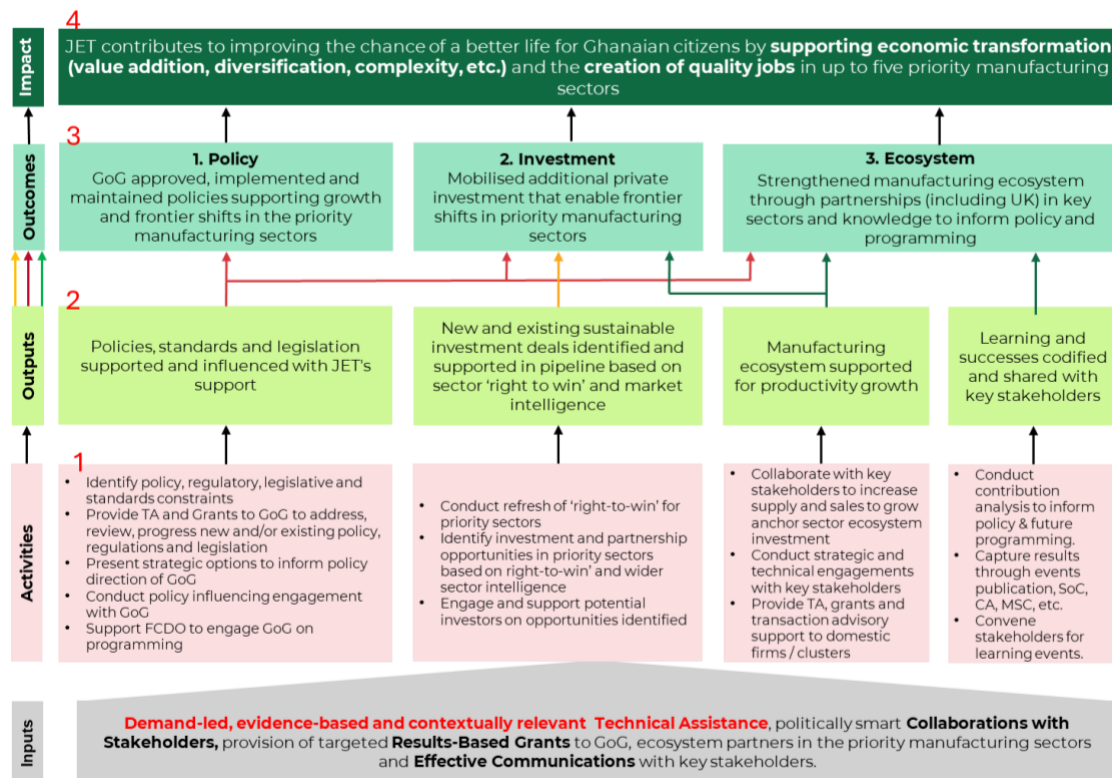 4
Impact
JET contributes to improving the chance of a better life for Ghanaian citizens by supporting economic transformation
(value addition, diversification, complexity, etc.) and the creation of quality jobs in up to five priority manufacturing
sectors
3
Outcomes
1. Policy
GoG approved, implemented and
maintained policies supporting growth
and frontier shifts in the priority
manufacturing sectors
2. Investment
Mobilised additional private
investment that enable frontier
shifts in priority manufacturing
sectors
3. Ecosystem
Strengthened manufacturing ecosystem
through partnerships (including UK) in key
sectors and knowledge to inform policy and
programming
2
Outputs
Policies, standards and legislation
supported and influenced with JET's
support
New and existing sustainable
investment deals identified and
supported in pipeline based on
sector ‘right to win’ and market
intelligence
Manufacturing
ecosystem supported
for productivity growth
Learning and
successes codified
and shared with
key stakeholders
1
Activities
• Identify policy, regulatory, legislative and
standards constraints
• Provide TA and Grants to GoG to address,
review, progress new and/or existing policy,
regulations and legislation
• Present strategic options to inform policy
direction of GoG
• Conduct policy influencing engagement
with GoG
• Support FCDO to engage GoG on
programming
• Conduct refresh of ‘right-to-win’ for
priority sectors
• Identify investment and partnership
opportunities in priority sectors
based on right-to-win’ and wider
sector intelligence
• Engage and support potential
investors on opportunities identified
• Collaborate with key
stakeholders to increase
supply and sales to grow
anchor sector ecosystem
investment
• Conduct strategic and
technical engagements
with key stakeholders
• Provide TA, grants and
transaction advisory
support to domestic
firms / clusters
• Conduct
contribution
analysis to inform
policy & future
programming.
• Capture results
through events
publication, SoC,
CA, MSC, etc.
• Convene
stakeholders for
learning events.
Inputs
Demand-led, evidence-based and contextually relevant Technical Assistance, politically smart Collaborations with
Stakeholders, provision of targeted Results-Based Grants to GoG, ecosystem partners in the priority manufacturing sectors
and Effective Communications with key stakeholders.